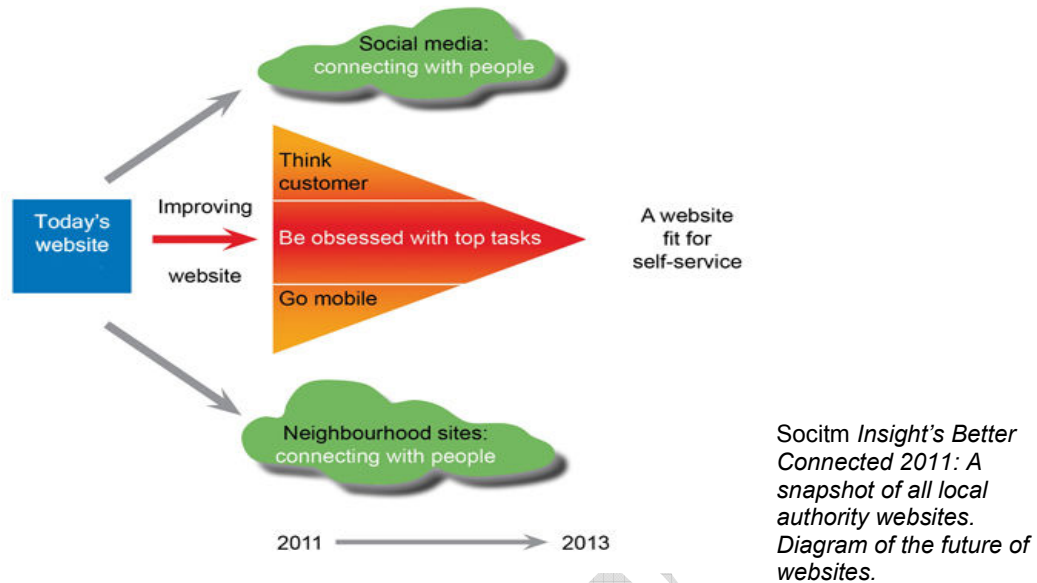 Social media:
connecting with people
Think
customer
Today's
website
Improving
website
Be obsessed with top tasks
A website
fit for
self-service
Go mobile
Neighbourhood sites:
connecting with people
2011
2013
Socitm Insight's Better
Connected 2011: A
snapshot of all local
authority websites.
Diagram of the future of
websites.